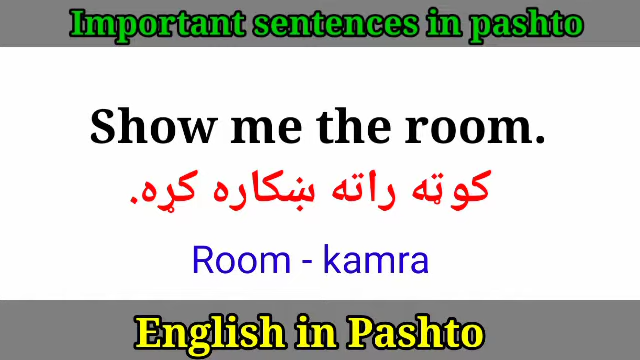 Important sentences in pashto
Show me the room.
کوټه راته ښکاره کړه.
Room - kamra
English in Pashto